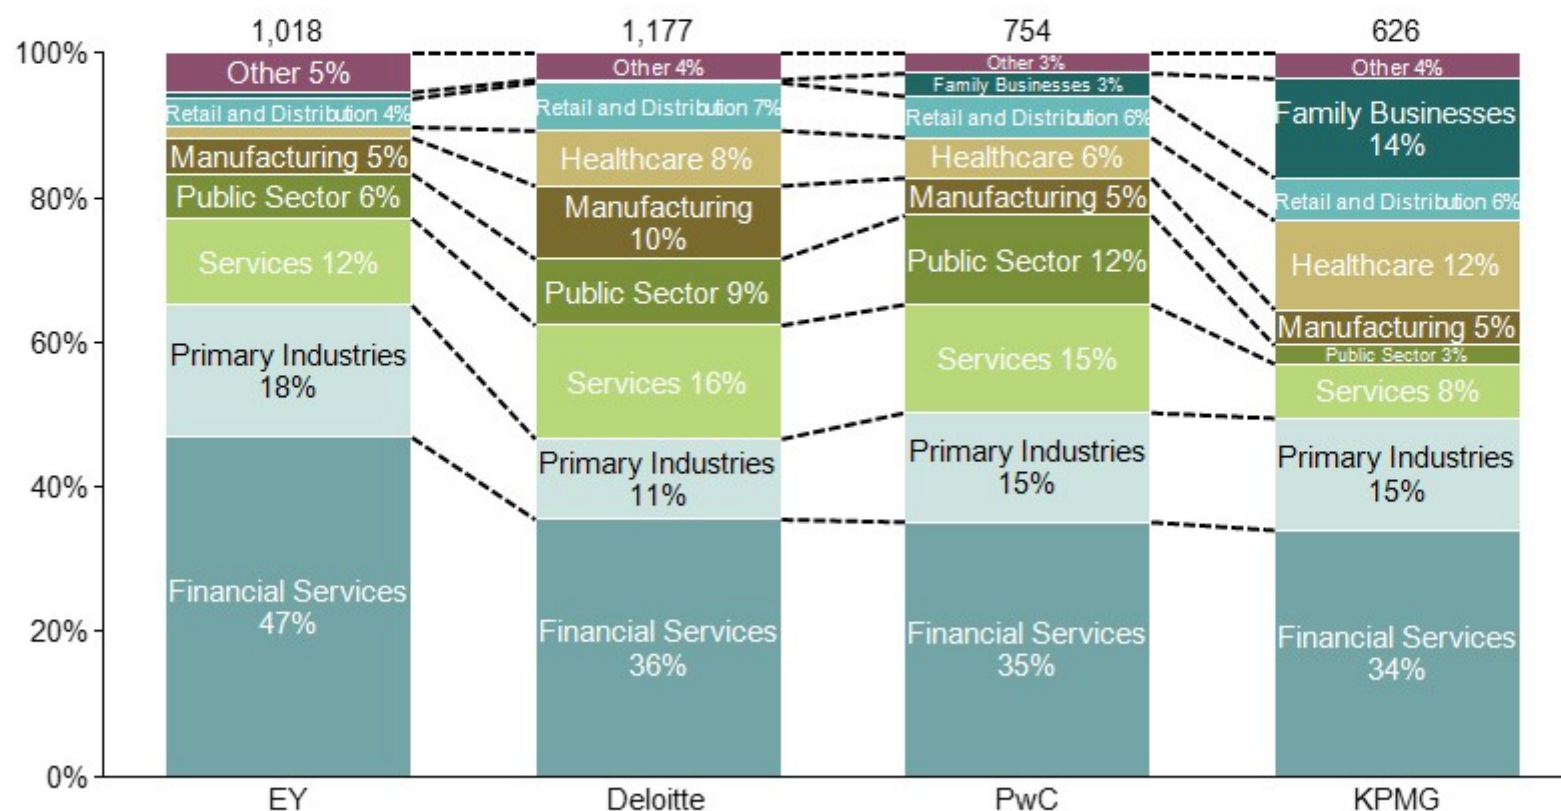 1,018
1,177
754
626
100%
80%
60%
40%
20%
0%
Other 5%
Retail and Distribution 4%
Manufacturing 5%
Public Sector 6%
Services 12%
Primary Industries
18%
Financial Services
47%
EY
Other 4%
Retail and Distribution 7%
Healthcare 8%
Manufacturing
10%
Public Sector 9%
Services 16%
Primary Industries
11%
Financial Services
36%
Deloitte
Other 3%
Family Businesses 3%
Retail and Distribution 6%
Healthcare 6%
Manufacturing 5%
Public Sector 12%
Services 15%
Primary Industries
15%
Financial Services
35%
PwC
Other 4%
Family Businesses
14%
Retail and Distribution 6%
Healthcare 12%
Manufacturing 5%
Public Sector 3%
Services 8%
Primary Industries
15%
Financial Services
34%
KPMG